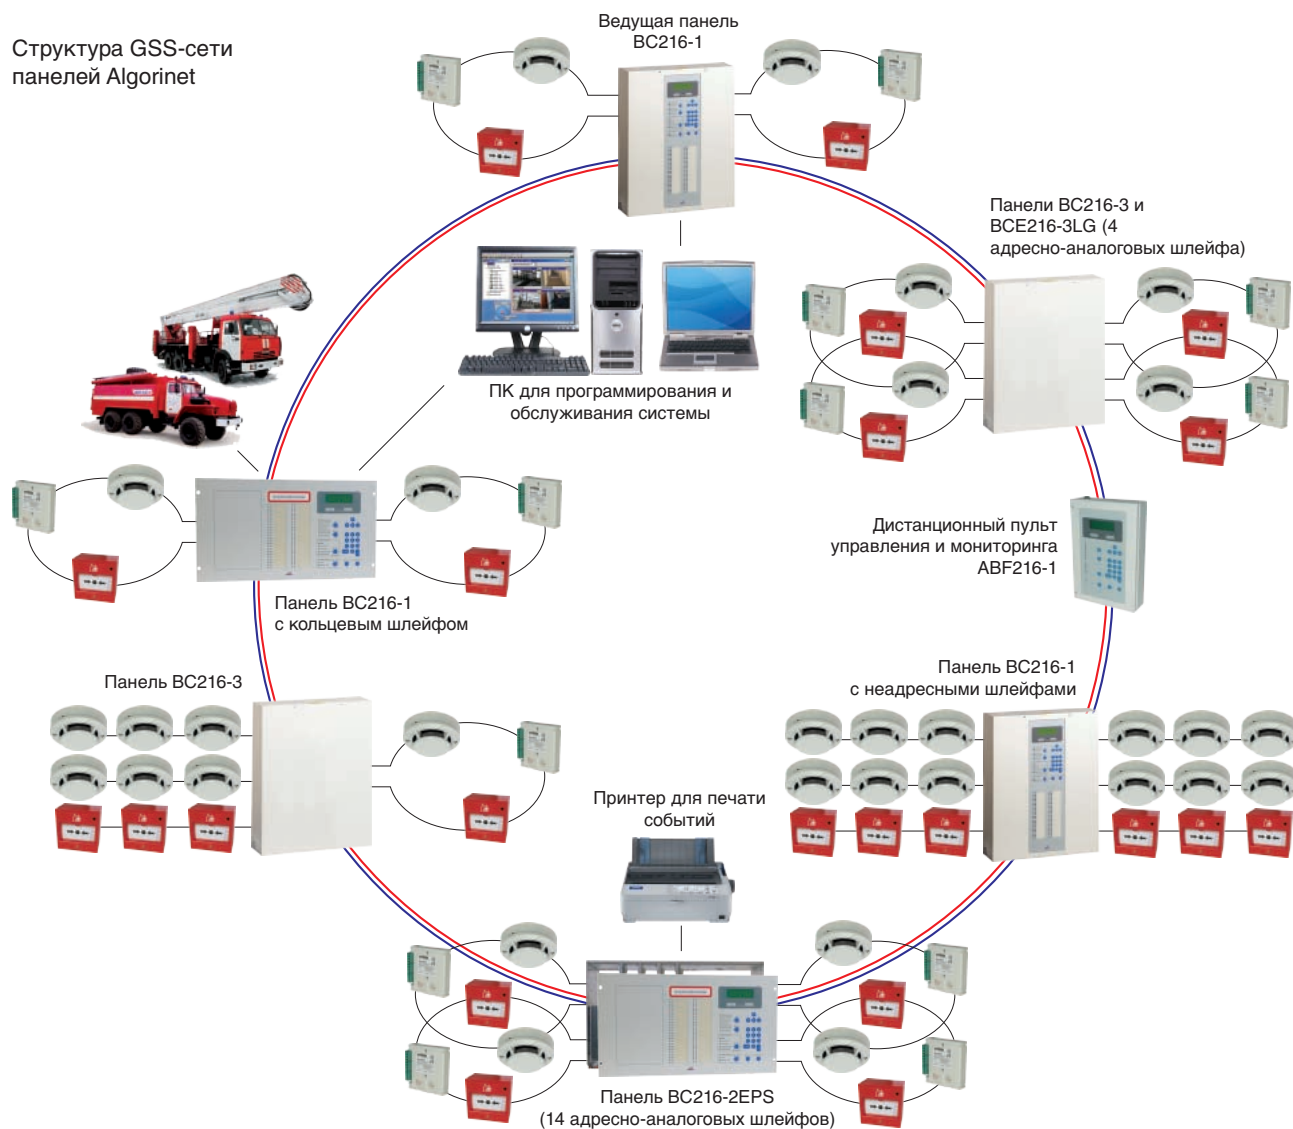 Структура GSS-сети
панелей Algorinet
Ведущая панель
BC216-1
Панели BC216-3 и
BCE216-3LG (4
адресно-аналоговых шлейфа)
ПК для программирования и
обслуживания системы
Дистанционный пульт
управления и мониторинга
ABF216-1
Панель BC216-1
с кольцевым шлейфом
Панель BC216-3
Панель BC216-1
с неадресными шлейфами
Принтер для печати
событий
Панель BC216-2EPS
(14 адресно-аналоговых шлейфов)